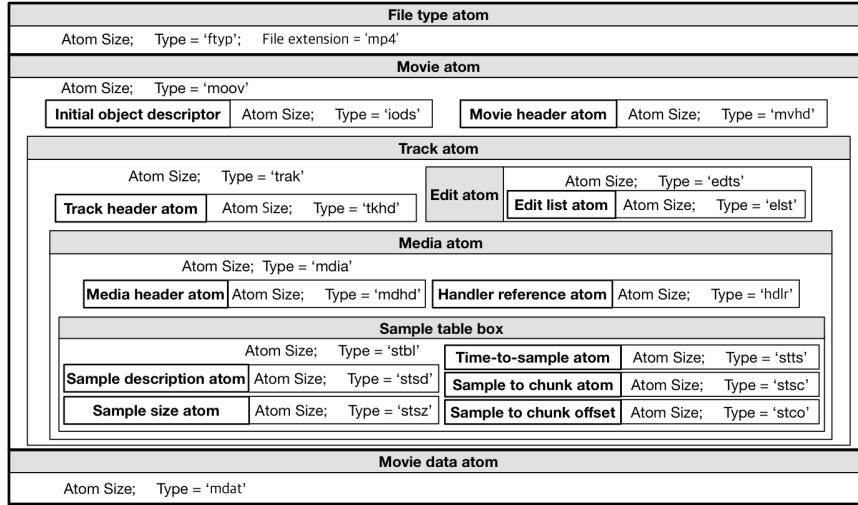 File type atom
Atom Size; Type = ‘ftyp’; File extension = ‘mp4’
Movie atom
Atom Size; Type = ‘moov’
Initial object descriptor Atom Size; Type = ‘iods’ Movie header atom Atom Size; Type = ‘mvhd’
Track atom
Atom Size; Type = ‘trak’
Track header atom Atom Size; Type = ‘tkhd’
Edit atom
Atom Size; Type = ‘edts’
Edit list atom Atom Size; Type = ‘elst’
Media atom
Atom Size; Type = ‘mdia’
Media header atom Atom Size; Type = ‘mdhd’ Handler reference atom Atom Size; Type = ‘hdlr’
Sample table box
Atom Size; Type = ‘stbl’ Time-to-sample atom Atom Size; Type = ‘stts’
Sample description atom Atom Size; Type = ‘stsd’ Sample to chunk atom Atom Size; Type = ‘stsc’
Sample size atom Atom Size; Type = ‘stsz’ Sample to chunk offset Atom Size; Type = ‘stco’
Movie data atom
Atom Size; Type = ‘mdat’